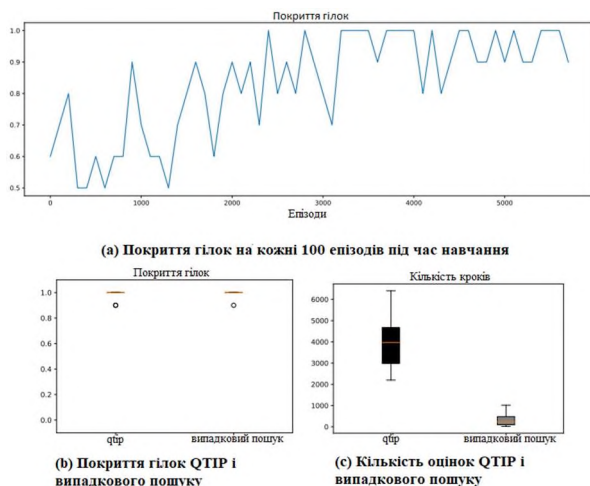 Покриття гілок
1.0
0.9
0.8
0.7
0.6
0.5
0
1000
2000
3000
4000
5000
Епізоди
(a) Покриття гілок на кожні 100 епізодів під час навчання
Покриття гілок
1.0
0.8
0.6
0.4
0.2
0.0
qtip
випадковий пошук
(b) Покриття гілок QTIP і
випадкового пошуку
Кількість кроків
6000
5000
4000
3000
2000
1000
0
qtip
випадковий пошук
(c) Кількість оцінок QTIP і
випадкового пошуку